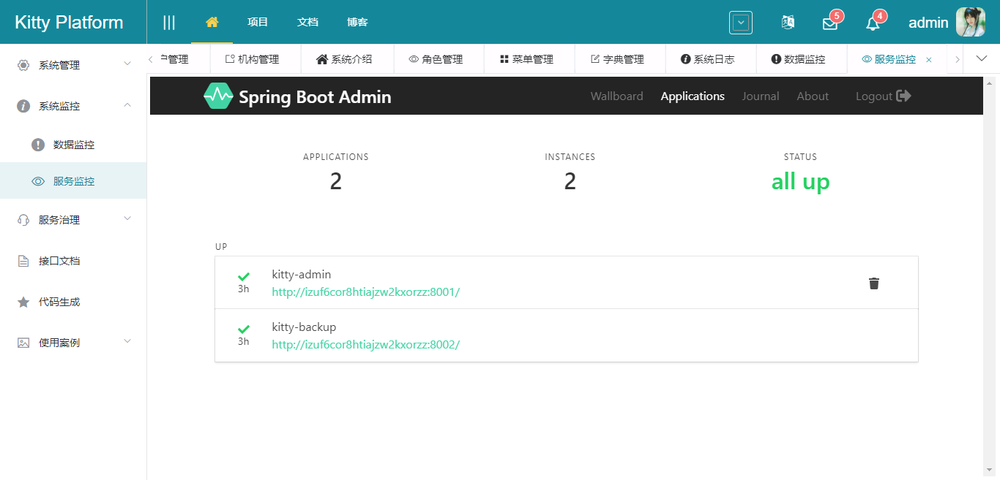 Kitty Platform
项目
文档
博客
5
4
admin
系统管理
系统监控
数据监控
服务监控
服务治理
接口文档
代码生成
使用案例
管理
机构管理
系统介绍
角色管理
菜单管理
字典管理
系统日志
数据监控
服务监控
Spring Boot Admin
Wallboard
Applications
Journal
About
Logout
APPLICATIONS
2
INSTANCES
2
STATUS
all up
UP
3h
kitty-admin
http://izuf6cor8htiajzw2kxorzz:8001/
3h
kitty-backup
http://izuf6cor8htiajzw2kxorzz:8002/